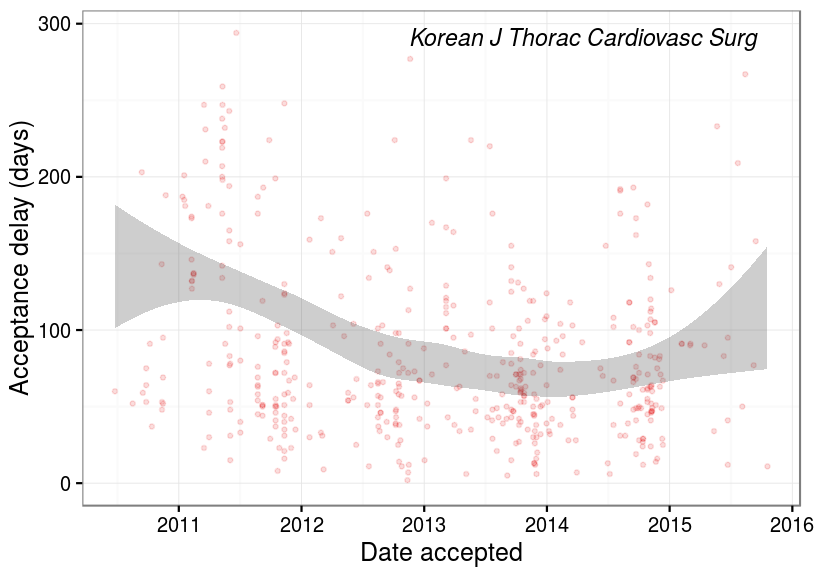 Korean J Thorac Cardiovasc Surg
Acceptance delay (days)
300
200
100
0
2011 2012 2013 2014 2015 2016
Date accepted